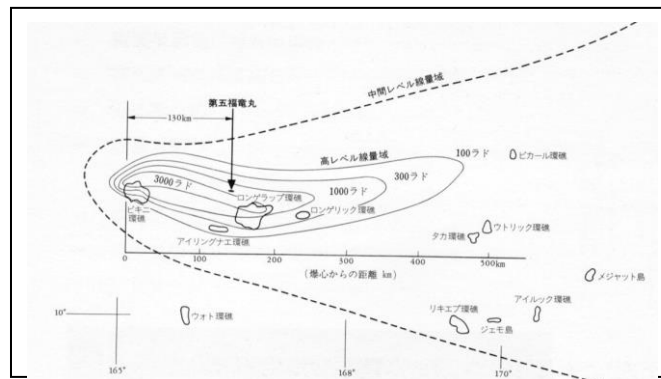 中間レベル線量域
第五福竜丸
130km
高レベル線量域
100ラド
ビカール環礁
300ラド
3000ラド
1000ラド
ロンゲラップ環礁
ビキニ
環礁
ロンゲリック環礁
ウトリック環礁
タカ環礁
アイリングナエ環礁
0
100
200
300
400
500km
(爆心からの距離 km)
メジャット島
10°
ウォト環礁
リキエプ環礁
アイルック環礁
ジェモ島
165°
168°
170°